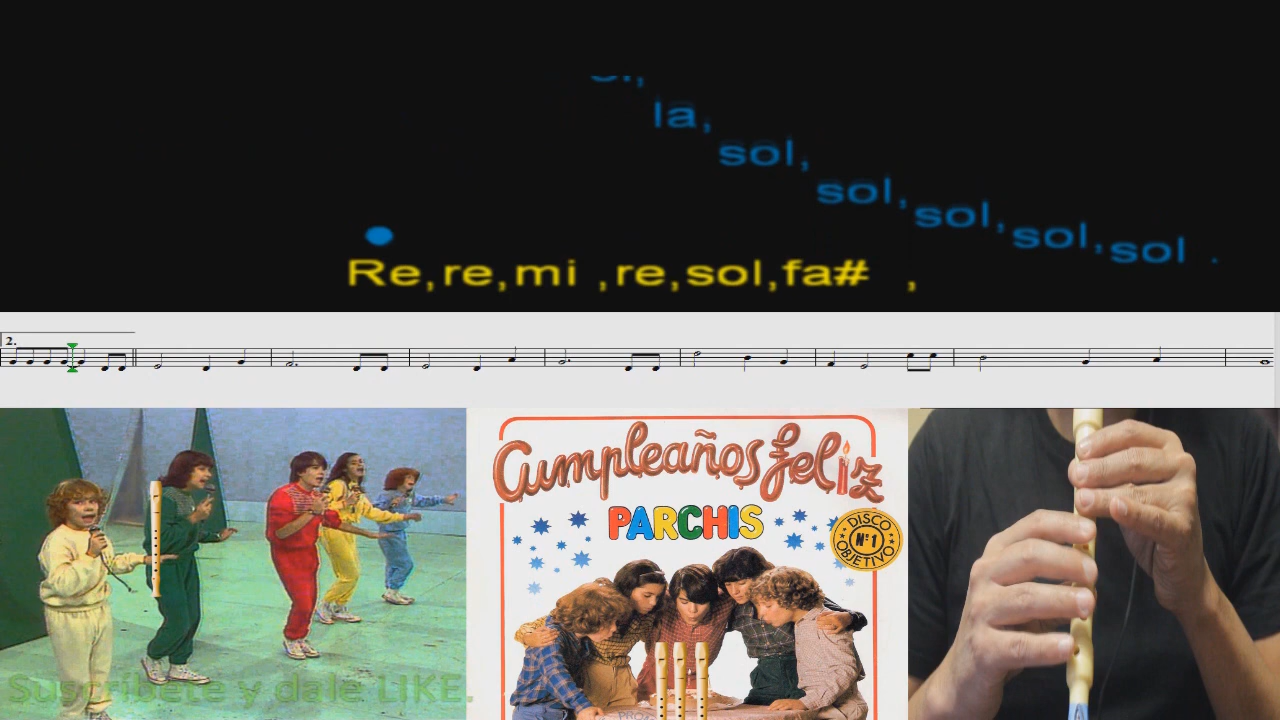 la,
sol,
sol,
sol,
sol,
sol .
Re,re,mi ,re,sol,fa# ,
2.
Cumpleaños feliz
PARCHIS
DISCO
Nº1
OBJETIVO
Suscribete y dale LIKE.